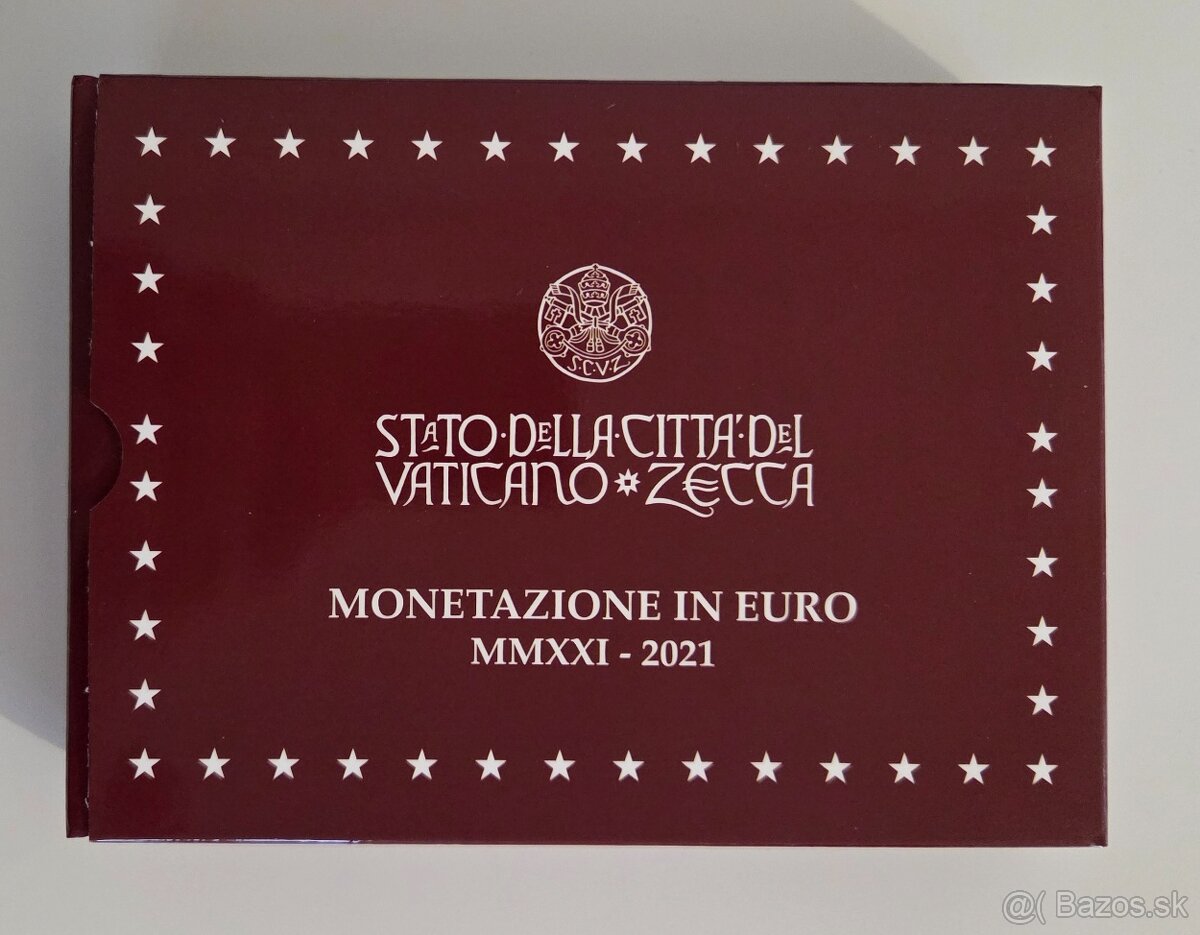 S.C.V.Z.
STaTO·DeLLA·CITTA'·DeL
VATICANO ZECCA
MONETAZIONE IN EURO
MMXXI - 2021
@( Bazos.sk